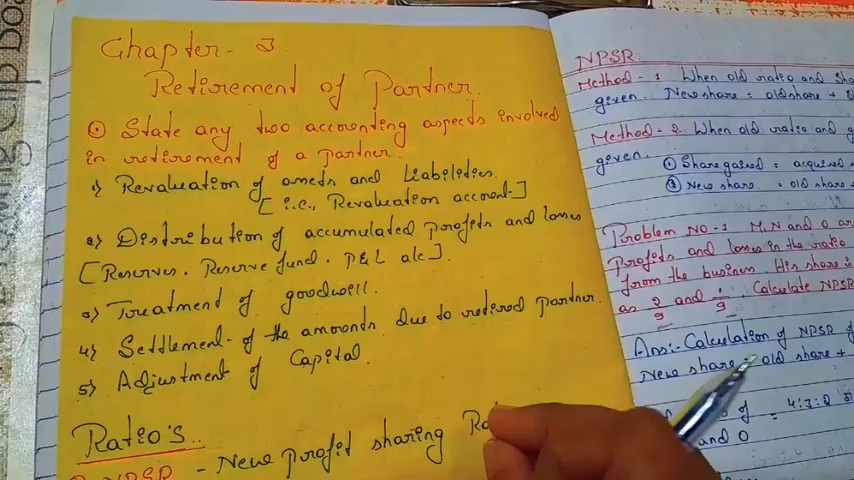 Chapter - 3
Retirement of Partner.
State any two accounting aspects involved
in retirement of a partner.
1) Revaluation of assets and Liabilities.
[i.e., Revaluation account-]
2) Distribution of accumulated profits and losses
[Reserves. Reserve fund. P&L a/c].
3) Treatment of goodwill.
4) Settlement- of the amounts due to retired partner.
5) Adjustment of Capital.
Ratio's
NPSR - New profit sharing
NPSR
Method - 1 When old ratio and
given. New share = old share +
Method - 2 When old ratio and
given.
① Share gained = acquired
② New share = old share +
Problem No - 1 M, N and O
Profits and losses in the ratio
from the business. His share is
as 2/9 and 1/9. Calculate NPSR
Ans:- Calculation of NPSR of
New share = old share +
of = 4:3:2
and O